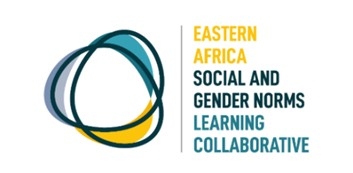 EASTERN
AFRICA
SOCIAL AND
GENDER NORMS
LEARNING
COLLABORATIVE